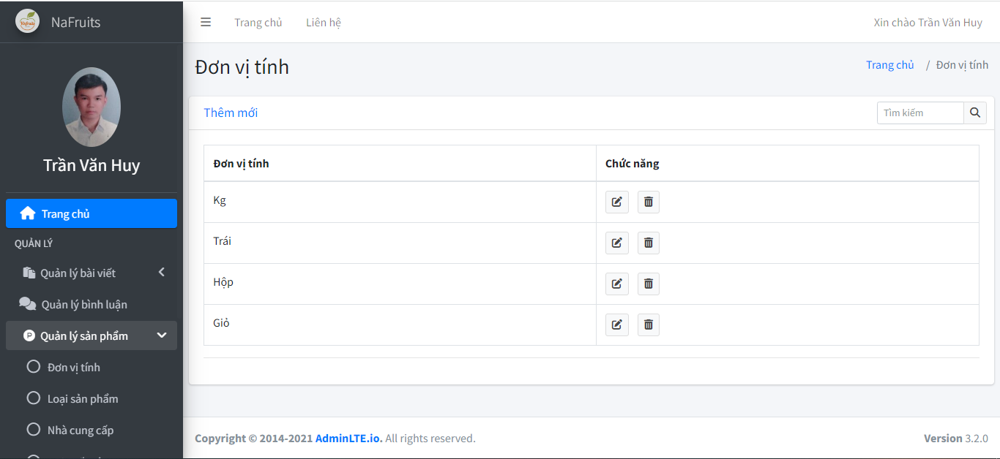 NaFruits
Trang chủ
Liên hệ
Xin chào Trần Văn Huy
Trần Văn Huy
Trang chủ
QUẢN LÝ
Quản lý bài viết
Quản lý bình luận
P Quản lý sản phẩm
Đơn vị tính
Loại sản phẩm
Nhà cung cấp
Đơn vị tính
Trang chủ / Đơn vị tính
Thêm mới
Tìm kiếm
Đơn vị tính Chức năng
Kg
Trái
Hộp
Giỏ
Copyright © 2014-2021 AdminLTE.io. All rights reserved.
Version 3.2.0